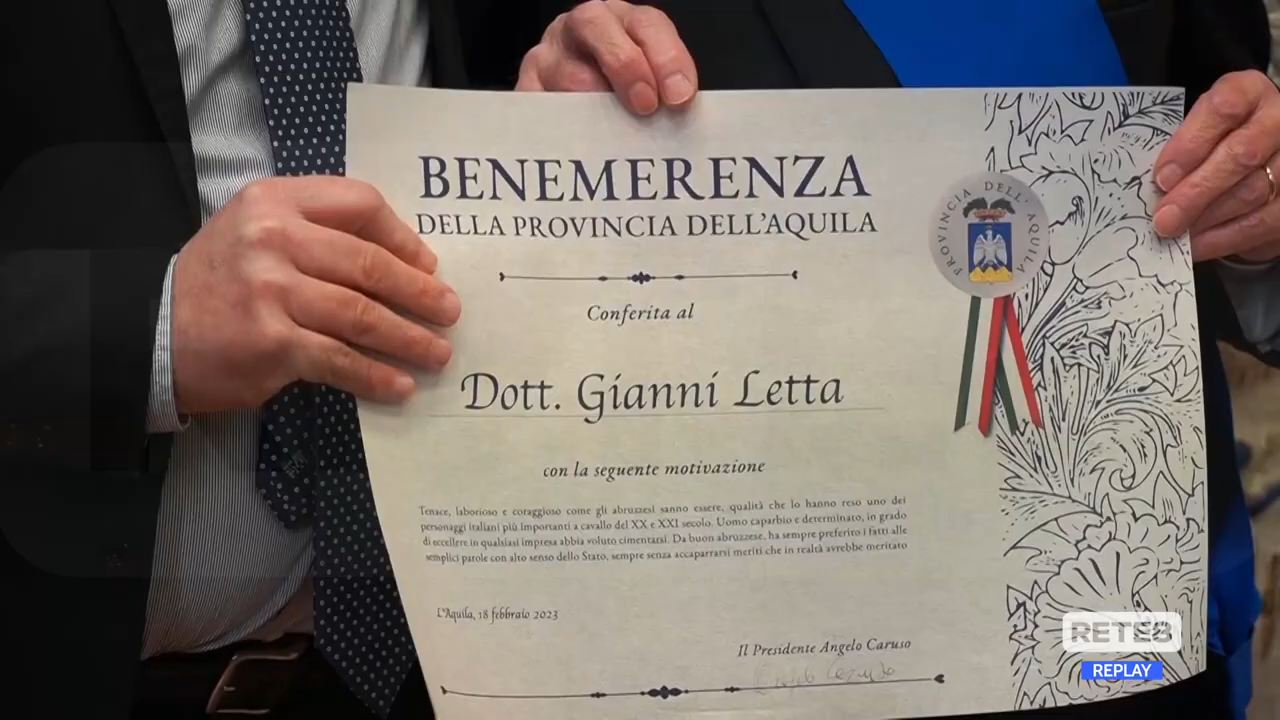 BENEMERENZA
DELLA PROVINCIA DELL'AQUILA
PROVINCIA DELL'AQUILA
Conferita al
Dott. Gianni Letta
con la seguente motivazione
Tenace, laborioso e coraggioso come gli abruzzesi sanno essere, qualità che lo hanno reso uno dei
personaggi italiani più importanti a cavallo del XX e XXI secolo. Uomo caparbio e determinato, in grado
di eccellere in qualsiasi impresa abbia voluto cimentarsi. Da buon abruzzese, ha sempre preferito i fatti alle
semplici parole con alto senso dello Stato, sempre senza accaparrarsi meriti che in realtà avrebbe meritato
L'Aquila, 18 febbraio 2023
Il Presidente Angelo Caruso
RETE8
REPLAY